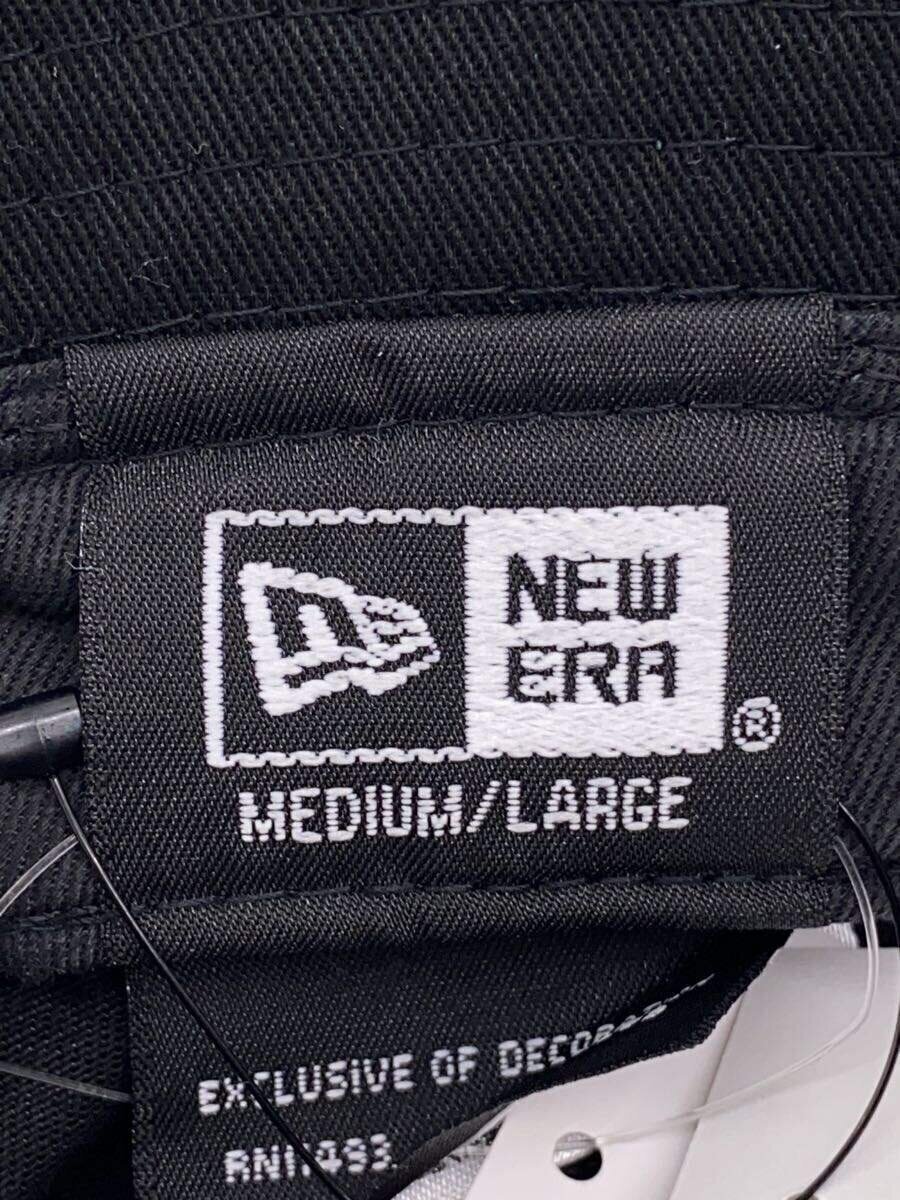 NEW
ERA
®
MEDIUM/LARGE
EXCLUSIVE OF